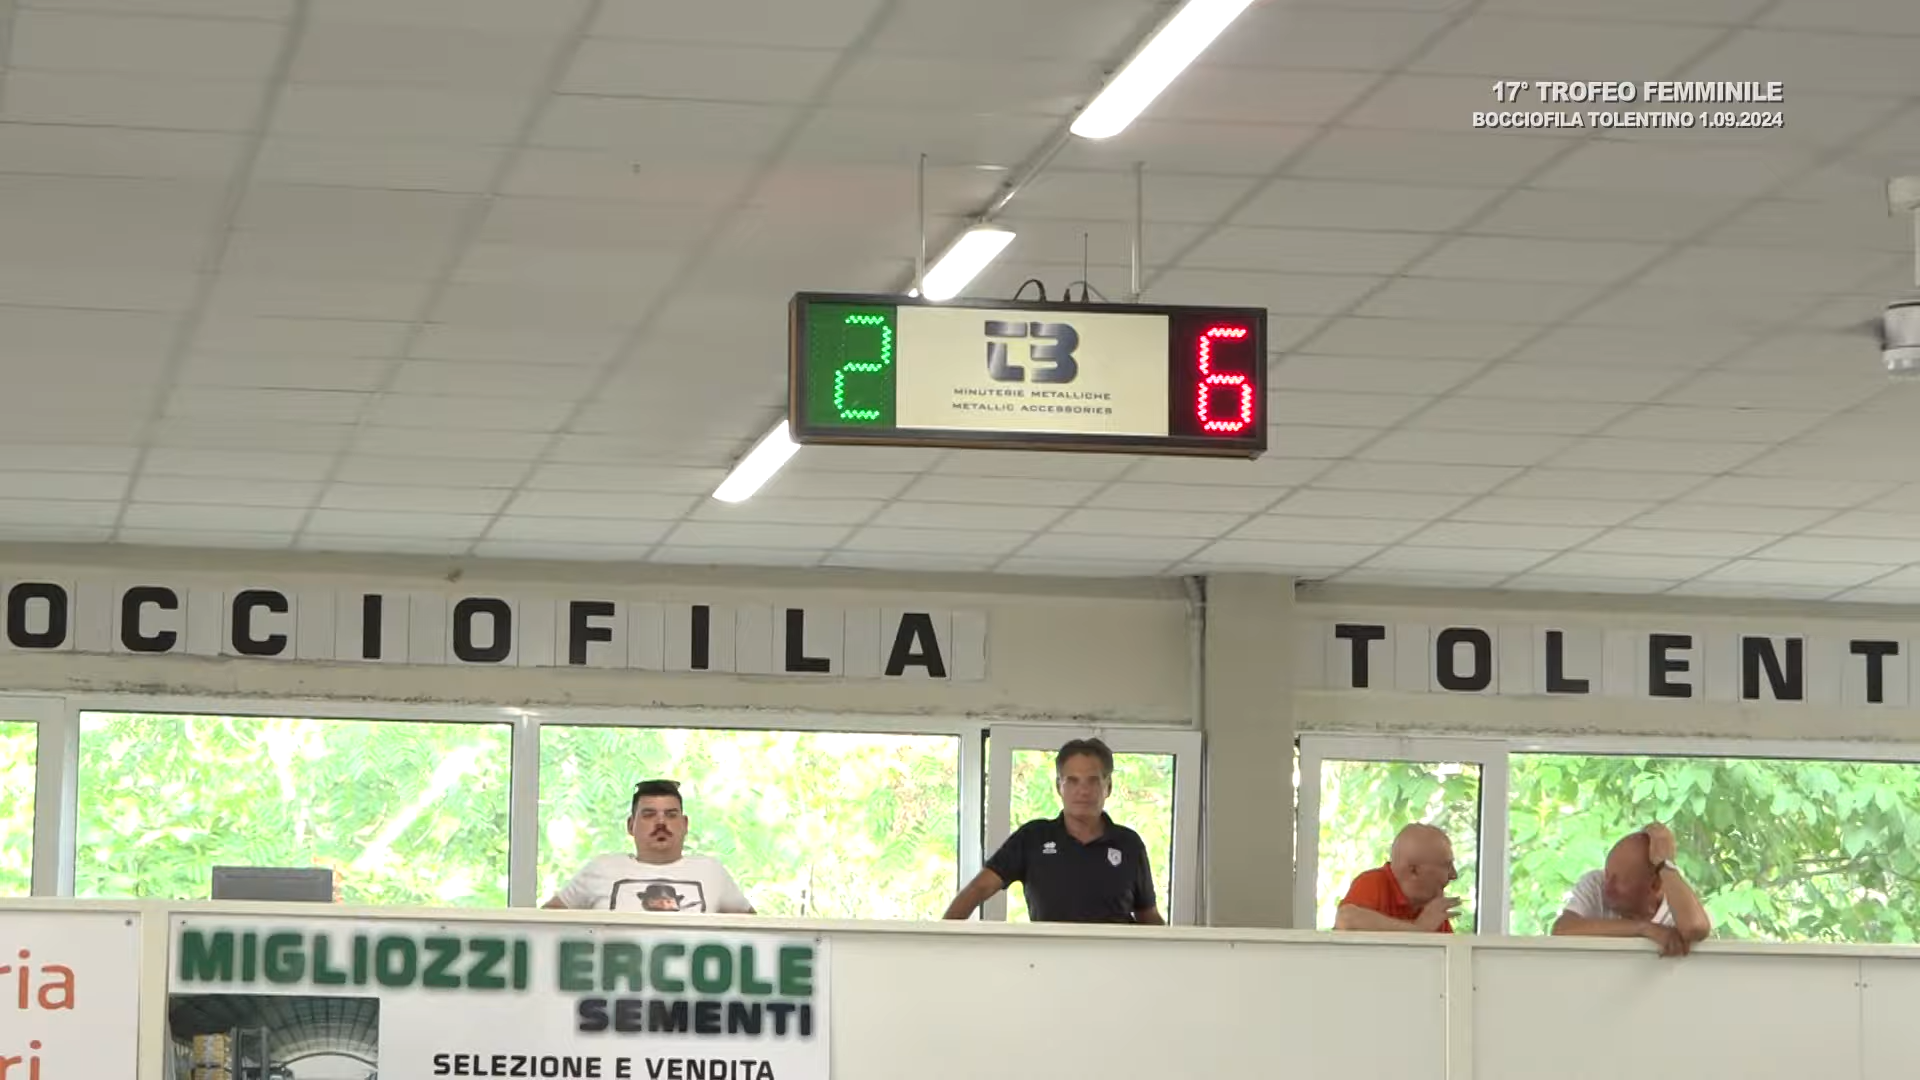 17° TROFEO FEMMINILE
BOCCIOFILA TOLENTINO 1.09.2024
2
6
MINUTERIE METALLICHE
METALLIC ACCESSORIES
OCCIOFILA TOLENT
MIGLIOZZI ERCOLE
SEMENTI
SELEZIONE E VENDITA
ria
ri